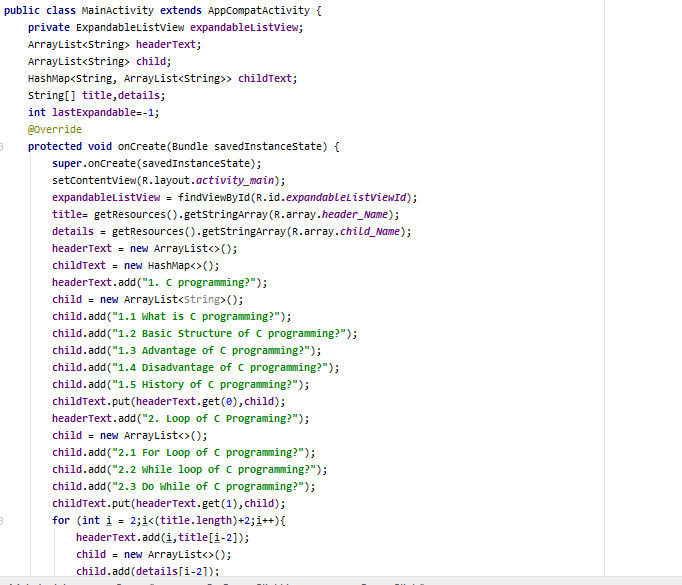 public class MainActivity extends AppCompatActivity {
private ExpandableListView expandableListView;
ArrayList<String> headerText;
ArrayList<String> child;
HashMap<String, ArrayList<String>> childText;
String[] title,details;
int lastExpandable=-1;
@Override
protected void onCreate(Bundle savedInstanceState) {
super.onCreate(savedInstanceState);
setContentView(R.layout.activity_main);
expandableListView = findViewById(R.id.expandableListViewId);
title= getResources().getStringArray(R.array.header_Name);
details = getResources().getStringArray(R.array.child_Name);
headerText = new ArrayList<>();
childText = new HashMap<>();
headerText.add("1. C programming?");
child = new ArrayList<String>();
child.add("1.1 What is C programming?");
child.add("1.2 Basic Structure of C programming?");
child.add("1.3 Advantage of C programming?");
child.add("1.4 Disadvantage of C programming?");
child.add("1.5 History of C programming?");
childText.put(headerText.get(0),child);
headerText.add("2. Loop of C Programing?");
child = new ArrayList<>();
child.add("2.1 For Loop of C programming?");
child.add("2.2 While loop of C programming?");
child.add("2.3 Do While of C programming?");
childText.put(headerText.get(1),child);
for (int i = 2;i<(title.length)+2;i++){
headerText.add(i,title[i-2]);
child = new ArrayList<>();
child.add(details[i-2]);